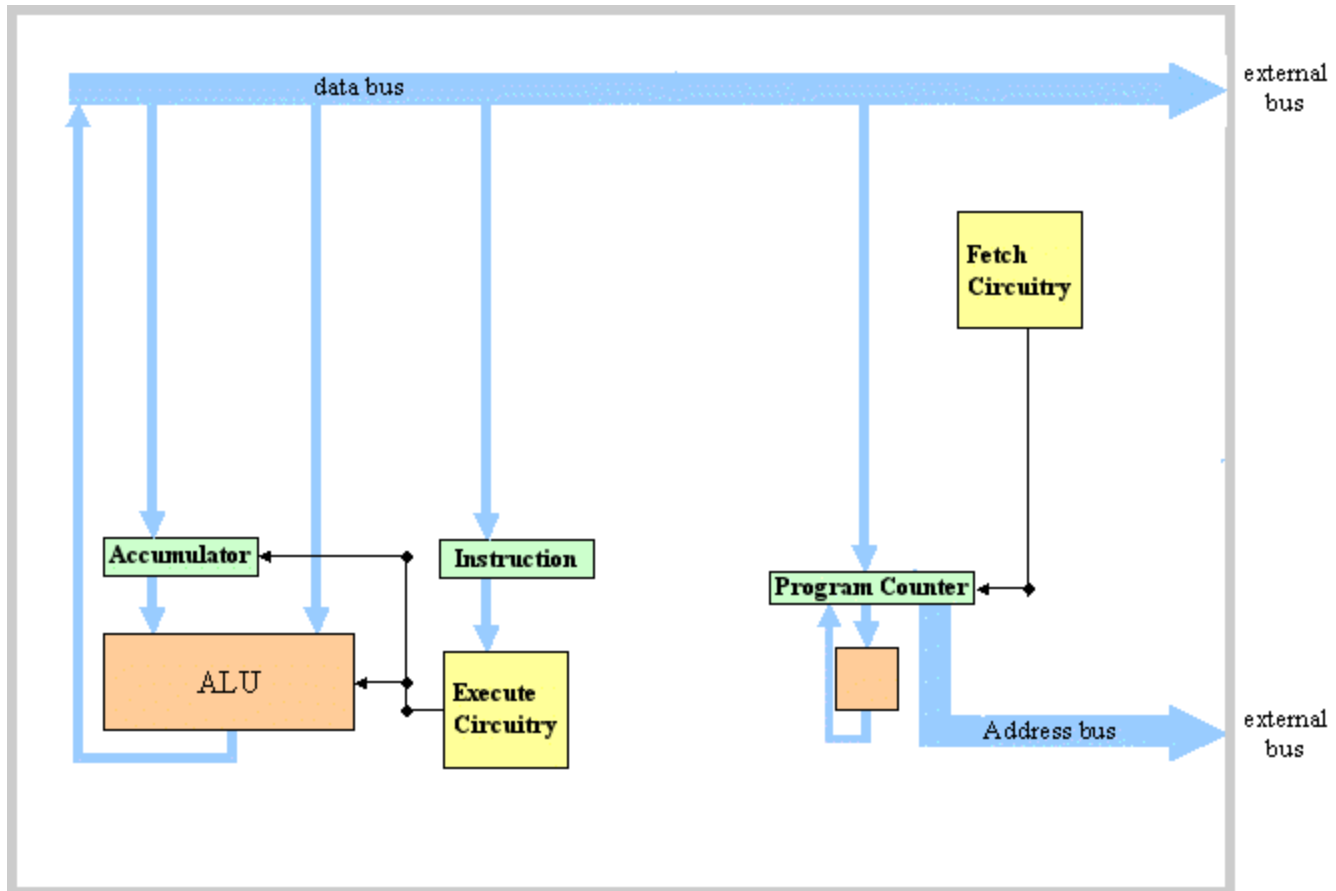 data bus
external
bus
Fetch
Circuitry
Accumulator
Instruction
Program Counter
ALU
Execute
Circuitry
Address bus
external
bus